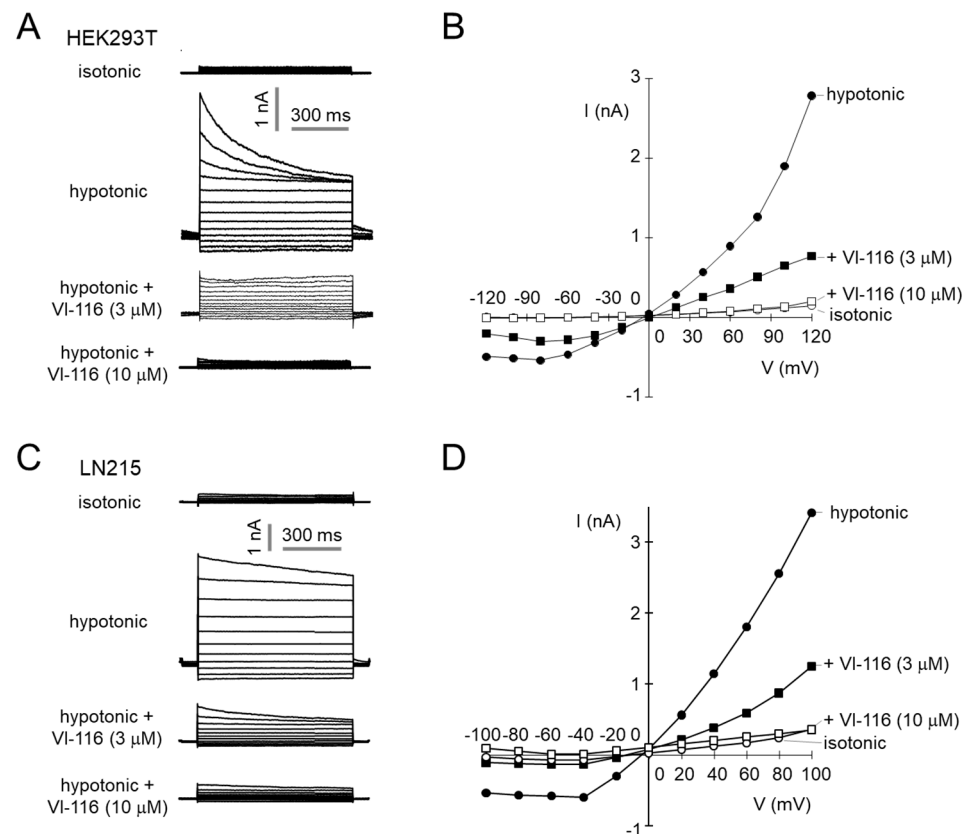 A
HEK293T
isotonic
1 nA
300 ms
hypotonic
hypotonic +
VI-116 (3 µM)
hypotonic +
VI-116 (10 µM)
B
I (nA)
3
2
1
-1
hypotonic
+ VI-116 (3 µM)
+ VI-116 (10 µM)
isotonic
-120 -90 -60 -30 0
0 30 60 90 120
V (mV)
C
LN215
isotonic
1 nA
300 ms
hypotonic
hypotonic +
VI-116 (3 µM)
hypotonic +
VI-116 (10 µM)
D
I (nA)
3
2
1
-1
hypotonic
+ VI-116 (3 µM)
+ VI-116 (10 µM)
isotonic
-100 -80 -60 -40 -20 0
0 20 40 60 80 100
V (mV)